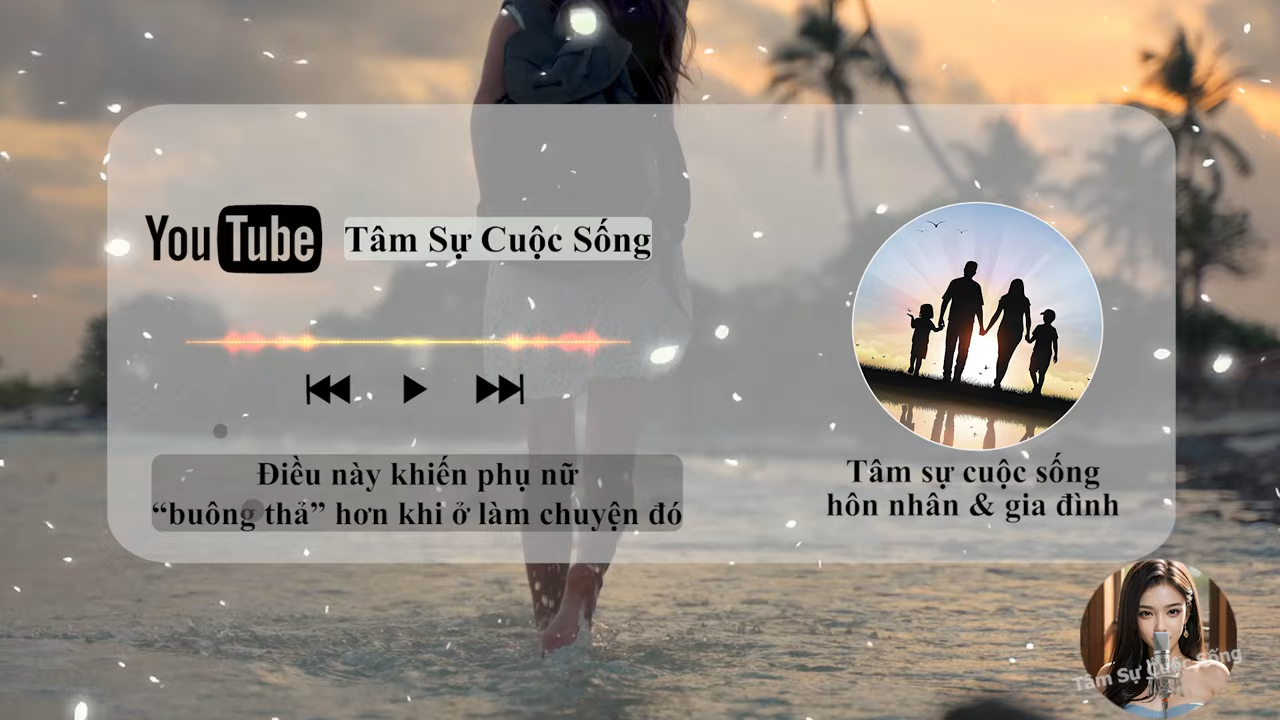 YouTube
Tâm Sự Cuộc Sống
Điều này khiến phụ nữ
“buông thả” hơn khi ở làm chuyện đó
Tâm sự cuộc sống
hôn nhân & gia đình
Tâm Sự Cuộc Sống